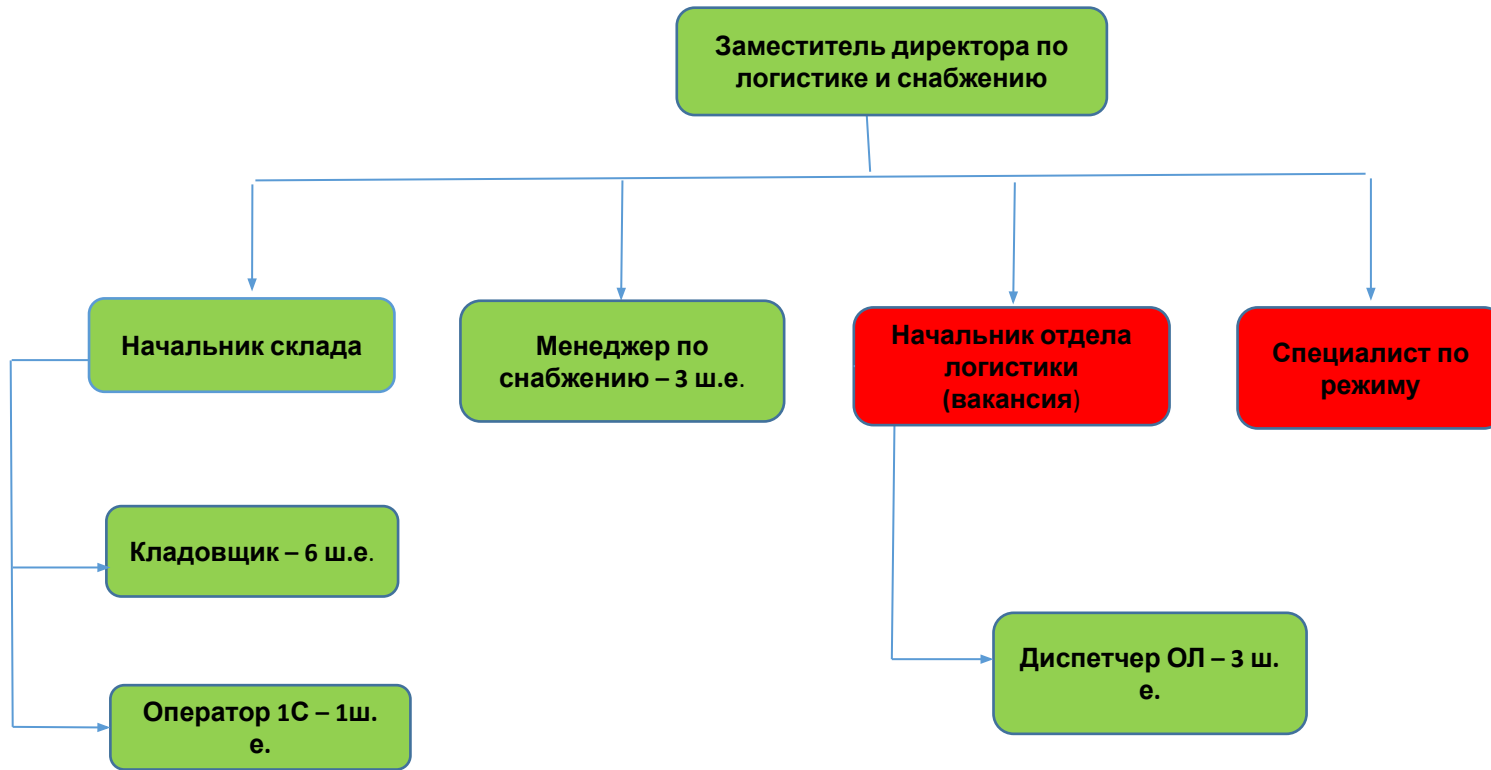 Заместитель директора по
логистике и снабжению
Начальник склада
Менеджер по
снабжению – 3 ш.е.
Начальник отдела
логистики
(вакансия)
Специалист по
режиму
Кладовщик – 6 ш.е.
Диспетчер ОЛ – 3 ш.
е.
Оператор 1С – 1ш.
е.